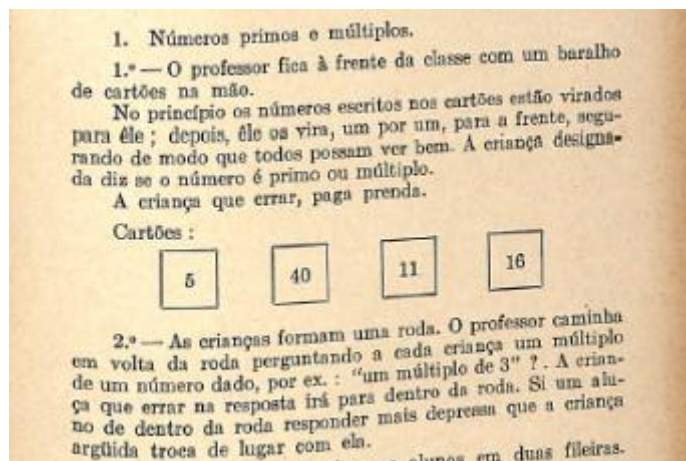 1. Números primos e múltiplos.
1.º — O professor fica à frente da classe com um baralho
de cartões na mão.
No princípio os números escritos nos cartões estão virados
para êle ; depois, êle os vira, um por um, para a frente, segu-
rando de modo que todos possam ver bem. A criança designa-
da diz se o número é primo ou múltiplo.
A criança que errar, paga prenda.
Cartões :
5 40 11 16
2.º — As crianças formam uma roda. O professor caminha
em volta da roda perguntando a cada criança um múltiplo
de um número dado, por ex. : "um múltiplo de 3" ? . A crian-
ça que errar na resposta irá para dentro da roda. Si um alu-
no de dentro da roda responder mais depressa que a criança
argüida troca de lugar com ela.
alunos em duas fileiras.